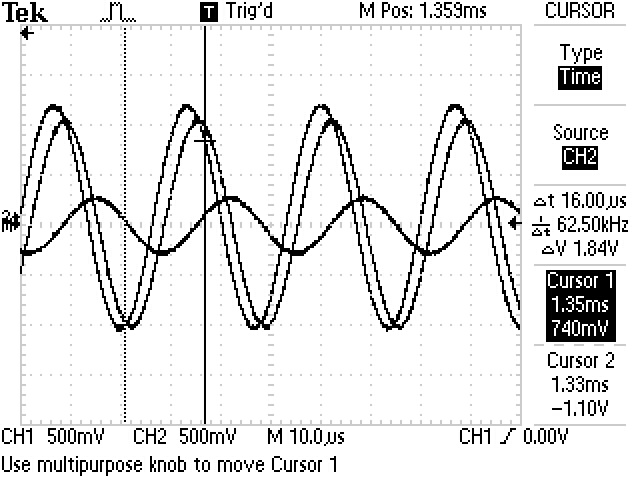 Tek Trig'd M Pos: 1.359ms CURSOR
Type
Time
Source
CH2
Δt 16.00µs
1/Δt 62.50kHz
ΔV 1.84V
Cursor 1
1.35ms
740mV
Cursor 2
1.33ms
-1.10V
CH1 500mV CH2 500mV M 10.0µs CH1 0.00V
Use multipurpose knob to move Cursor 1